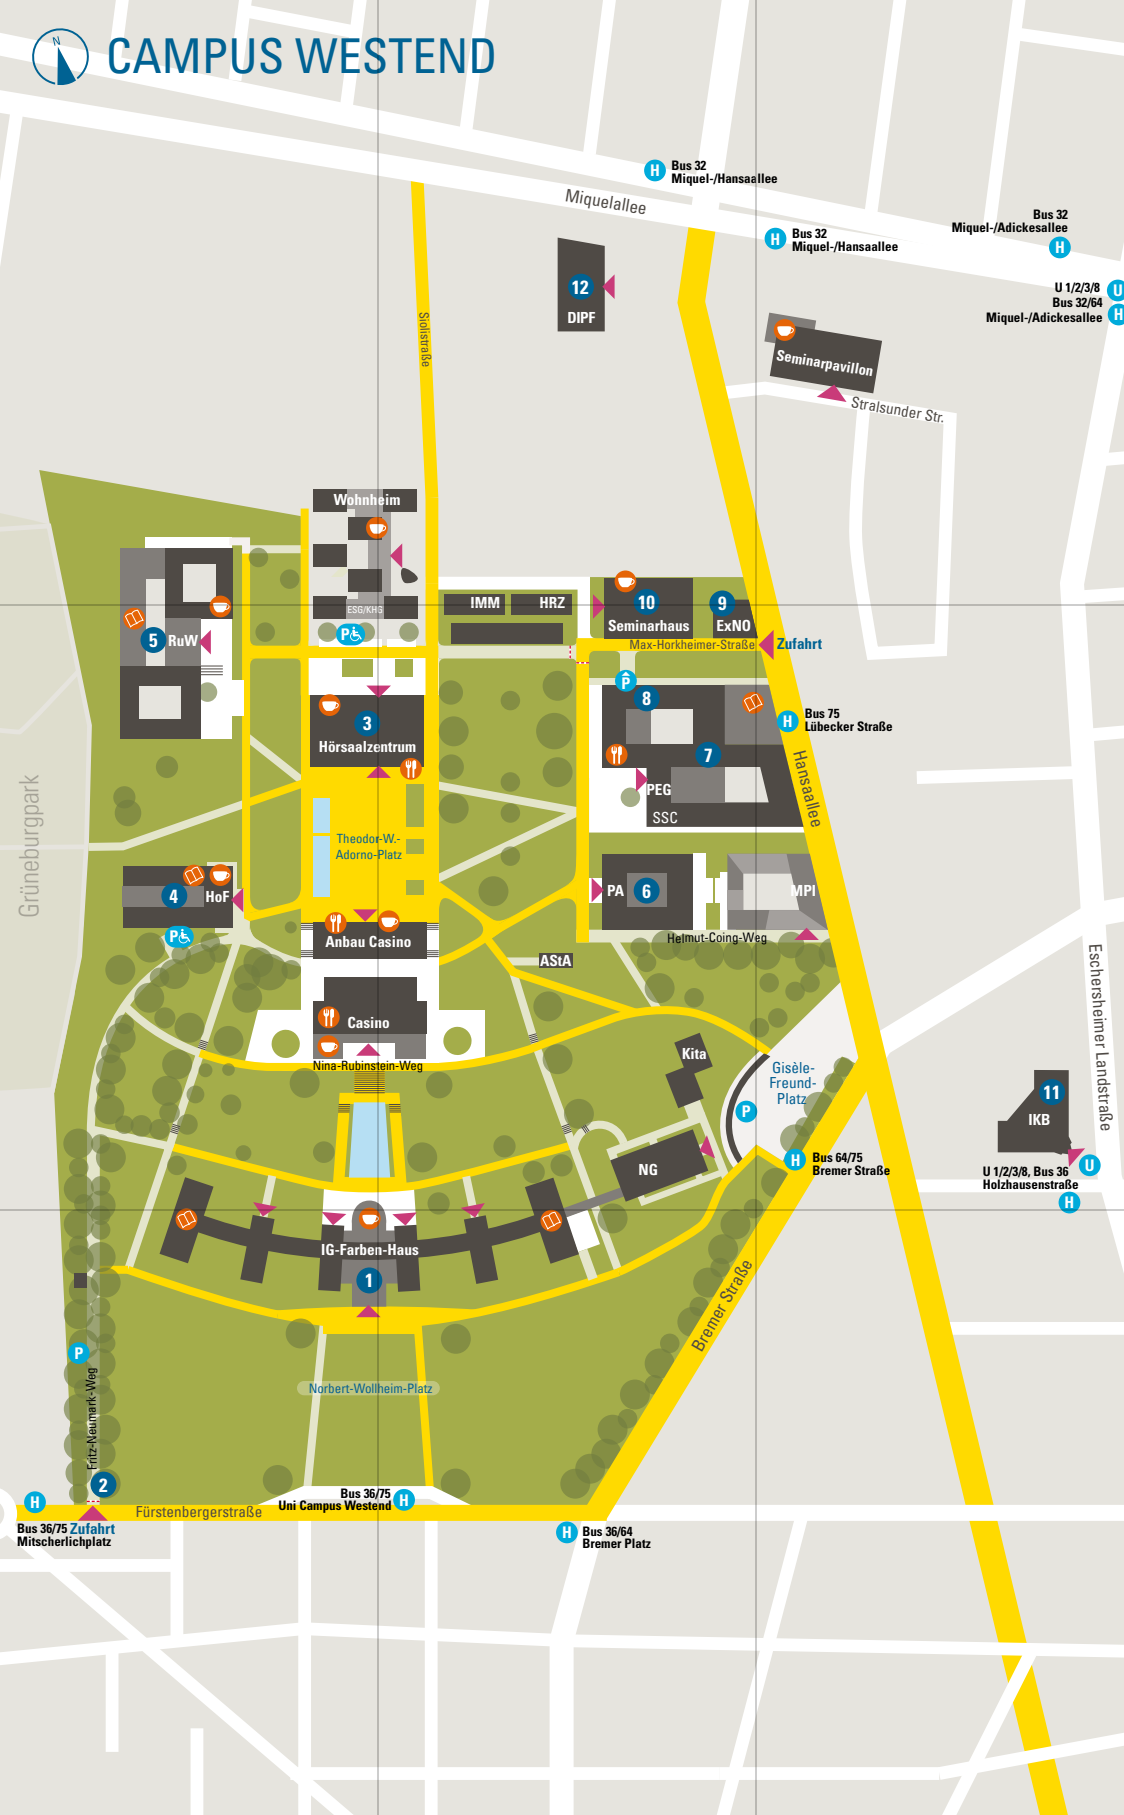 N
CAMPUS WESTEND
H
Bus 32
Miquel-/Hansaallee
Miquelallee
H
Bus 32
Miquel-/Hansaallee
Bus 32
Miquel-/Adickesallee
H
U 1/2/3/8
U
Bus 32/64
Miquel-/Adickesallee
H
12
DIPF
Siolistraße
Seminarpavillon
Stralsunder Str.
Wohnheim
ESG/KHG
P
IMM
HRZ
10
Seminarhaus
9
ExNO
Max-Horkheimer-Straße
Zufahrt
5
RuW
P
8
3
Hörsaalzentrum
H
Bus 75
Lübecker Straße
7
PEG
SSC
Hansaallee
Grüneburgpark
Theodor-W.-
Adorno-Platz
4
HoF
P
PA
6
MPI
Helmut-Coing-Weg
Anbau Casino
AStA
Eschersheimer Landstraße
Casino
Nina-Rubinstein-Weg
Kita
Gisèle-
Freund-
Platz
P
11
IKB
NG
H
Bus 64/75
Bremer Straße
U
U 1/2/3/8, Bus 36
Holzhausenstraße
H
IG-Farben-Haus
1
Bremer Straße
P
Fritz-Neumark-Weg
Norbert-Wollheim-Platz
2
H
Bus 36/75
Uni Campus Westend
H
Fürstenbergerstraße
Bus 36/75
Mitscherlichplatz
Zufahrt
H
Bus 36/64
Bremer Platz